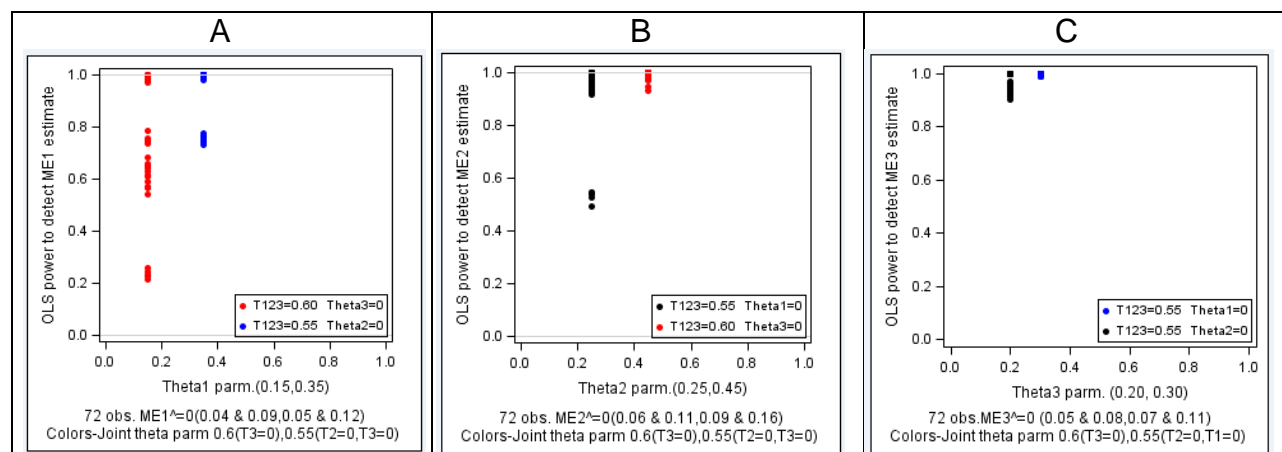 A
B
C
OLS power to detect ME1 estimate
1.0
0.8
0.6
0.4
0.2
0.0
T123=0.60 Theta3=0
T123=0.55 Theta2=0
0.0 0.2 0.4 0.6 0.8 1.0
Theta1 parm.(0.15,0.35)
72 obs. ME1^=0(0.04 & 0.09,0.05 & 0.12)
Colors-Joint theta parm 0.6(T3=0),0.55(T2=0,T3=0)
OLS power to detect ME2 estimate
1.0
0.8
0.6
0.4
0.2
0.0
T123=0.55 Theta1=0
T123=0.60 Theta3=0
0.0 0.2 0.4 0.6 0.8 1.0
Theta2 parm.(0.25,0.45)
72 obs. ME2^=0(0.06 & 0.11,0.09 & 0.16)
Colors-Joint theta parm 0.6(T3=0),0.55(T2=0,T3=0)
OLS power to detect ME3 estimate
1.0
0.8
0.6
0.4
0.2
0.0
T123=0.55 Theta1=0
T123=0.55 Theta2=0
0.0 0.2 0.4 0.6 0.8 1.0
Theta3 parm. (0.20, 0.30)
72 obs. ME3^=0 (0.05 & 0.08,0.07 & 0.11)
Colors-Joint theta parm 0.6(T3=0),0.55(T2=0,T1=0)